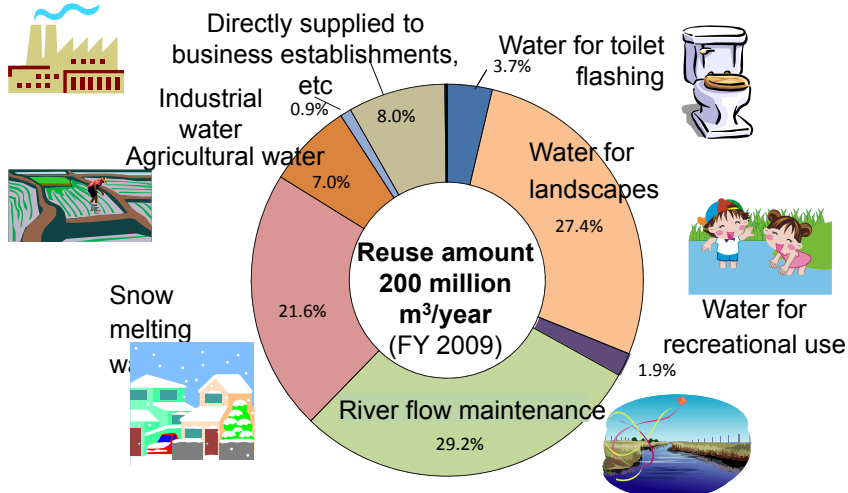 Directly supplied to
business establishments,
etc
8.0%
Water for toilet
flashing
3.7%
Industrial
water
0.9%
Agricultural water
7.0%
Water for
landscapes
27.4%
Reuse amount
200 million
m³/year
(FY 2009)
Snow
melting
21.6%
Water for
recreational use
1.9%
River flow maintenance
29.2%